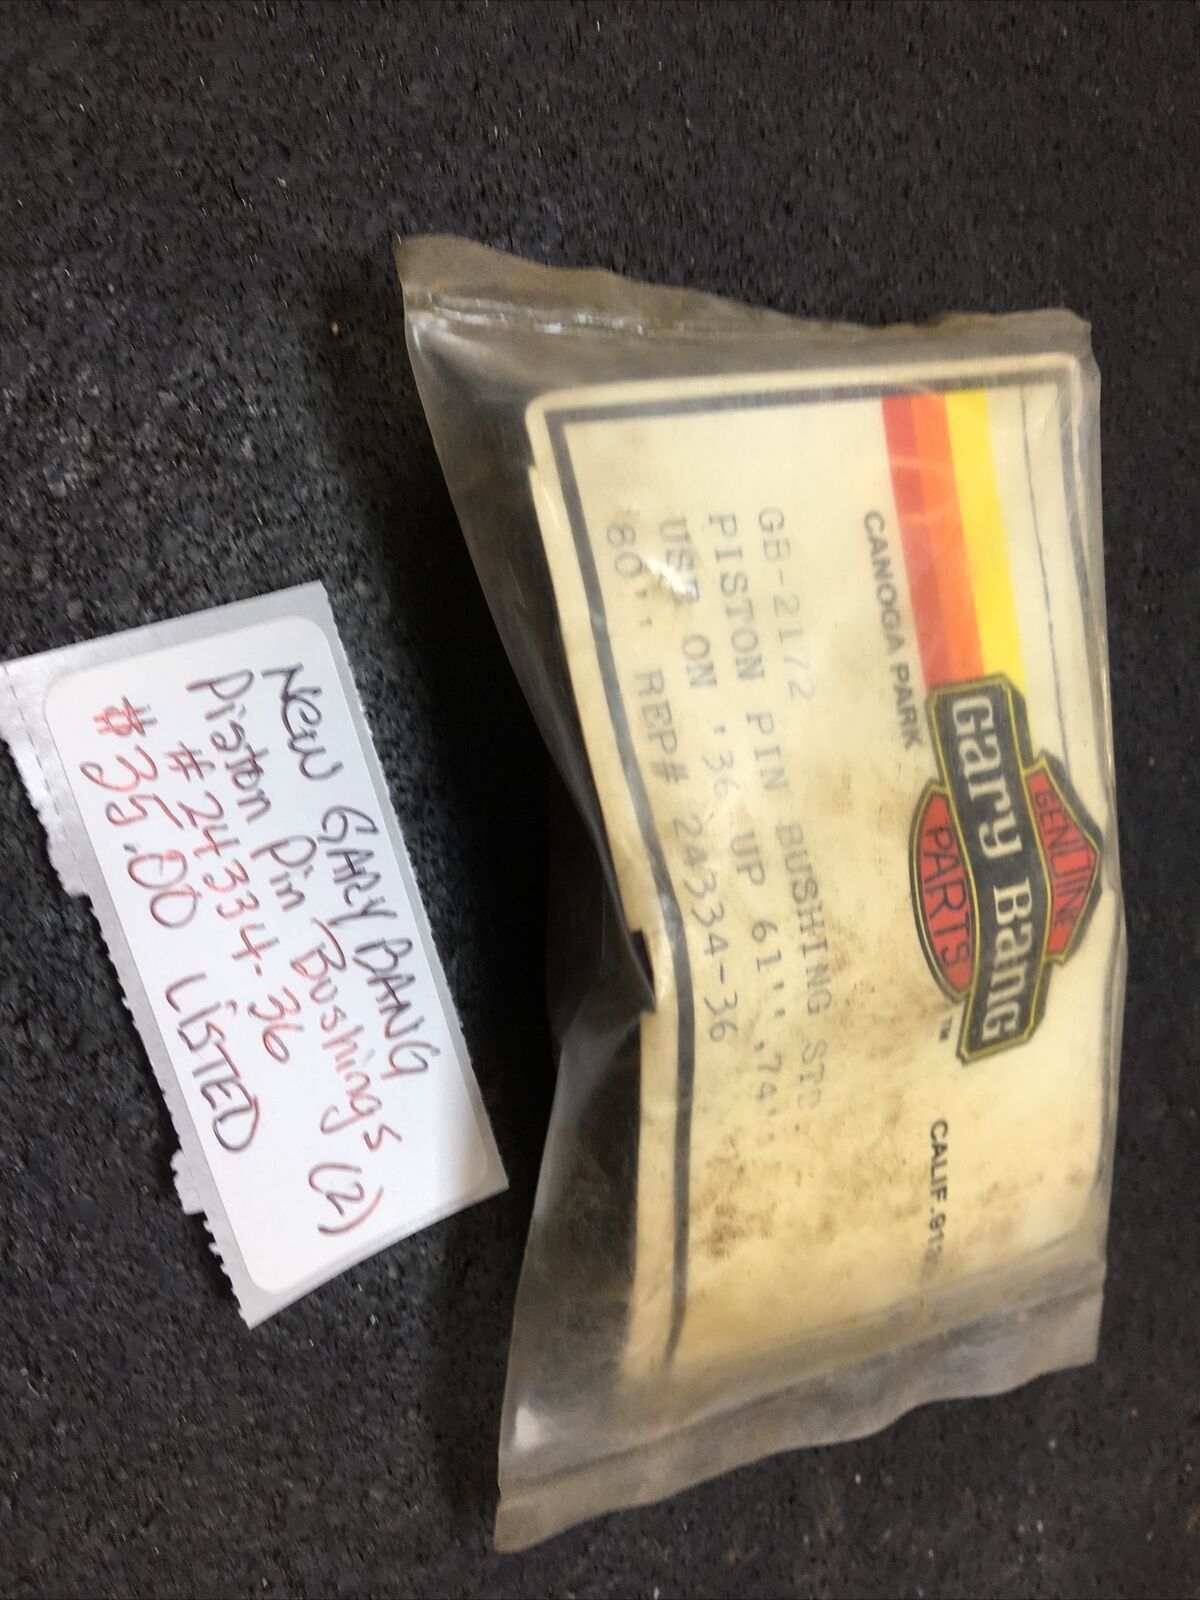 GENUINE
Gary Bang
PARTS
™
CANOGA PARK
CALIF.
GB-2172
PISTON PIN BUSHING STD.
USE ON '36 UP 61'',74''
80'' REP# 24334-36
NEW GARY BANG
Piston Pin Bushings (2)
# 24334-36
$35.00 LISTED